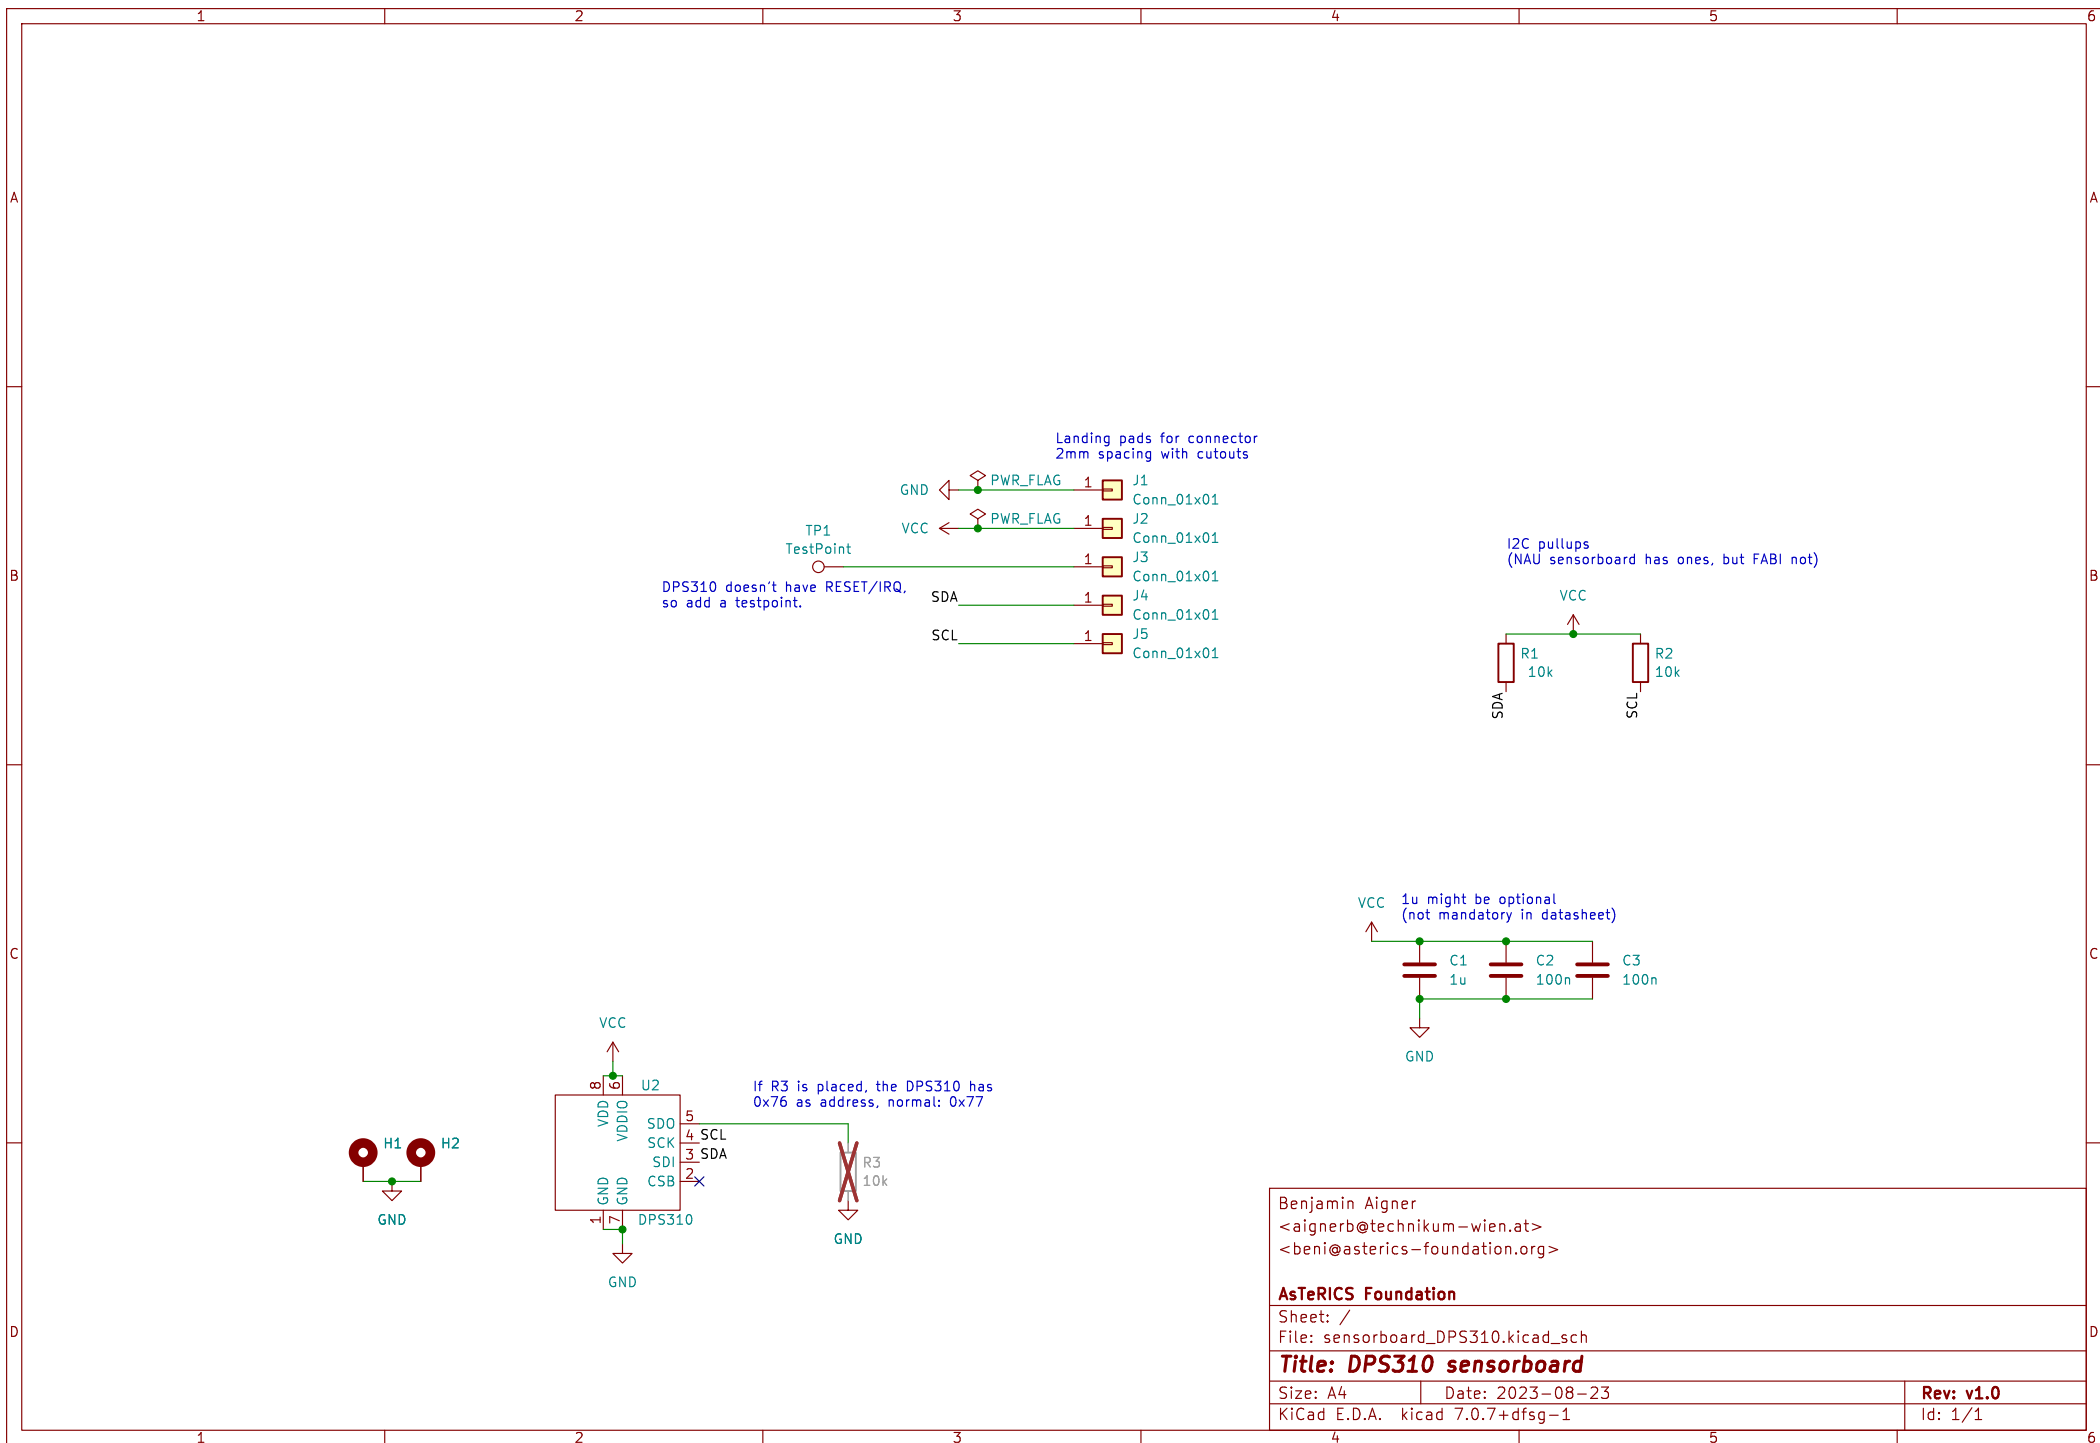 1 2 3 4 5 6
A A
Landing pads for connector
2mm spacing with cutouts
GND PWR_FLAG 1 J1
Conn_01x01
VCC PWR_FLAG 1 J2
Conn_01x01
TP1
TestPoint
1 J3
Conn_01x01
DPS310 doesn't have RESET/IRQ,
so add a testpoint.
SDA 1 J4
Conn_01x01
SCL 1 J5
Conn_01x01
I2C pullups
(NAU sensorboard has ones, but FABI not)
VCC
R1
10k
R2
10k
SDA
SCL
B B
VCC
1u might be optional
(not mandatory in datasheet)
C1
1u
C2
100n
C3
100n
GND
C C
VCC
8 6 U2
VDD VDDIO
SDO 5
SCK 4 SCL
SDI 3 SDA
CSB 2
GND GND
1 7 DPS310
GND
If R3 is placed, the DPS310 has
0x76 as address, normal: 0x77
R3
10k
GND
H1 H2
GND
D D
Benjamin Aigner
<aignerb@technikum-wien.at>
<beni@asterics-foundation.org>
AsTeRICS Foundation
Sheet: /
File: sensorboard_DPS310.kicad_sch
Title: DPS310 sensorboard
Size: A4 Date: 2023-08-23 Rev: v1.0
KiCad E.D.A. kicad 7.0.7+dfsg-1 Id: 1/1
1 2 3 4 5 6